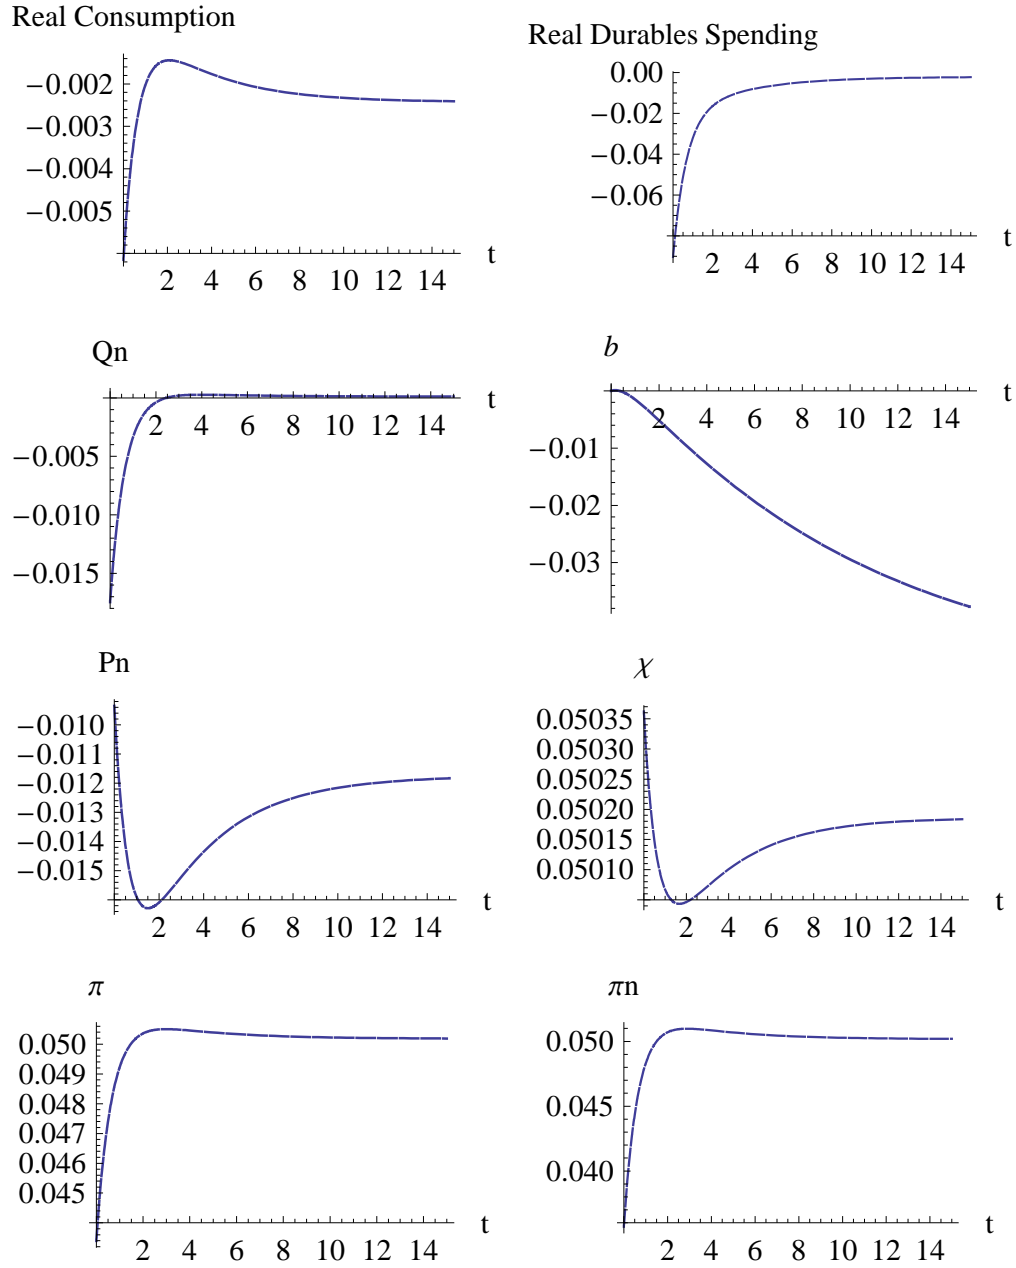 Real Consumption
−0.002
−0.003
−0.004
−0.005
2 4 6 8 10 12 14
t
Real Durables Spending
0.00
−0.02
−0.04
−0.06
2 4 6 8 10 12 14
t
Qn
−0.005
−0.010
−0.015
2 4 6 8 10 12 14
t
b
−0.01
−0.02
−0.03
2 4 6 8 10 12 14
t
Pn
−0.010
−0.011
−0.012
−0.013
−0.014
−0.015
2 4 6 8 10 12 14
t
χ
0.05035
0.05030
0.05025
0.05020
0.05015
0.05010
2 4 6 8 10 12 14
t
π
0.050
0.049
0.048
0.047
0.046
0.045
2 4 6 8 10 12 14
t
πn
0.050
0.045
0.040
2 4 6 8 10 12 14
t